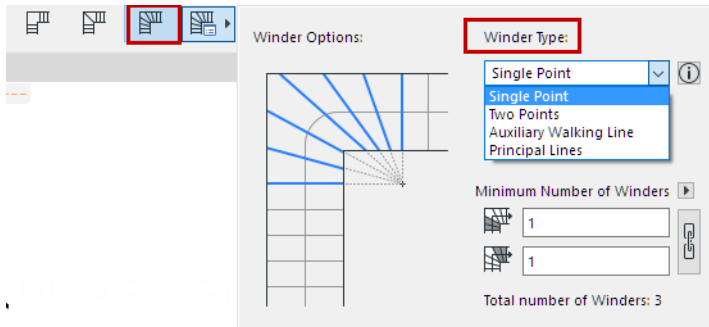 Winder Options:
Winder Type:
Single Point
Single Point
Two Points
Auxiliary Walking Line
Principal Lines
Minimum Number of Winders
1
1
Total number of Winders: 3